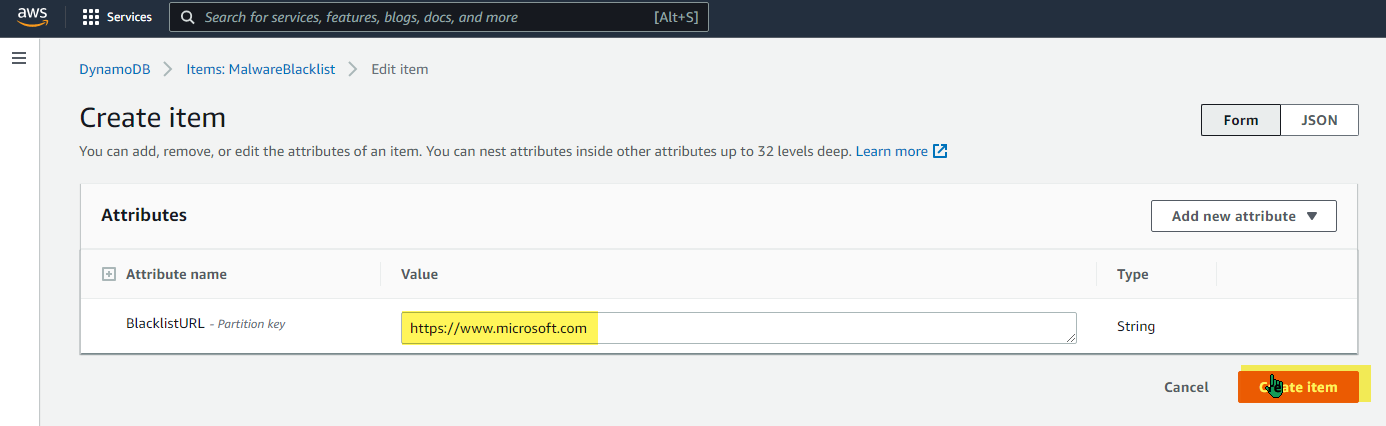 aws Services Search for services, features, blogs, docs, and more [Alt+S]
DynamoDB > Items: MalwareBlacklist > Edit item
Create item
Form JSON
You can add, remove, or edit the attributes of an item. You can nest attributes inside other attributes up to 32 levels deep. Learn more
Attributes
Add new attribute
Attribute name Value Type
BlacklistURL - Partition key https://www.microsoft.com String
Cancel Create item